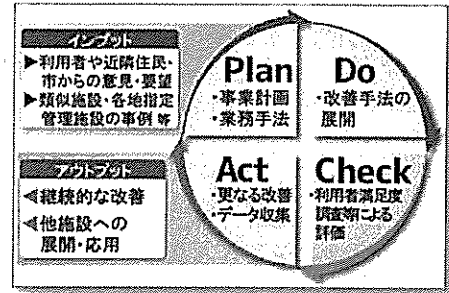 インプット
▶利用者や近隣住民・
市からの意見・要望
▶類似施設・各地指定
管理施設の事例 等
アウトプット
◀継続的な改善
◀他施設への
展開・応用
Plan
・事業計画
・業務手法
Do
・改善手法の
展開
Act
・更なる改善
・データ収集
Check
・利用者満足度
調査等による
評価